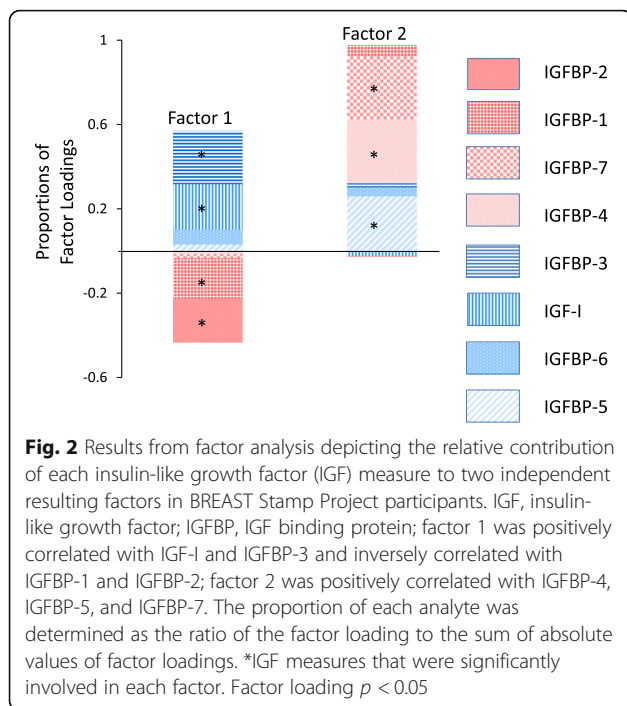 Factor 2
1
IGFBP-2
IGFBP-1
*
Factor 1
0.6
IGFBP-7
*
*
Proportions of
Factor Loadings
IGFBP-4
0.2
*
*
IGFBP-3
IGF-I
-0.2
*
*
IGFBP-6
-0.6
IGFBP-5
Fig. 2 Results from factor analysis depicting the relative contribution
of each insulin-like growth factor (IGF) measure to two independent
resulting factors in BREAST Stamp Project participants. IGF, insulin-
like growth factor; IGFBP, IGF binding protein; factor 1 was positively
correlated with IGF-I and IGFBP-3 and inversely correlated with
IGFBP-1 and IGFBP-2; factor 2 was positively correlated with IGFBP-4,
IGFBP-5, and IGFBP-7. The proportion of each analyte was
determined as the ratio of the factor loading to the sum of absolute
values of factor loadings. *IGF measures that were significantly
involved in each factor. Factor loading p < 0.05